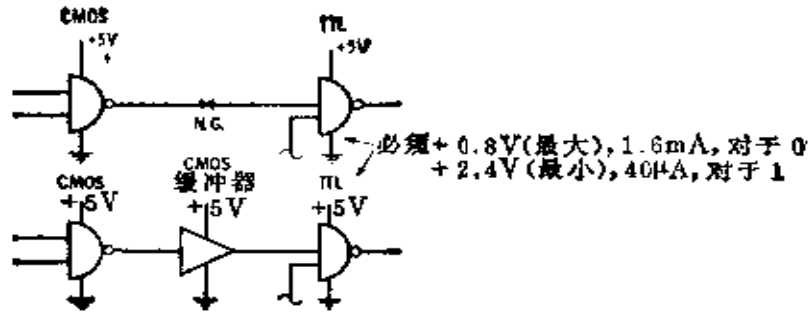 CMOS
+5V
TTL
+5V
N.G.
必须+0.8V(最大),1.6mA,对于0
+2.4V(最小),40μA,对于1
CMOS
+5V
CMOS
缓冲器
+5V
TTL
+5V